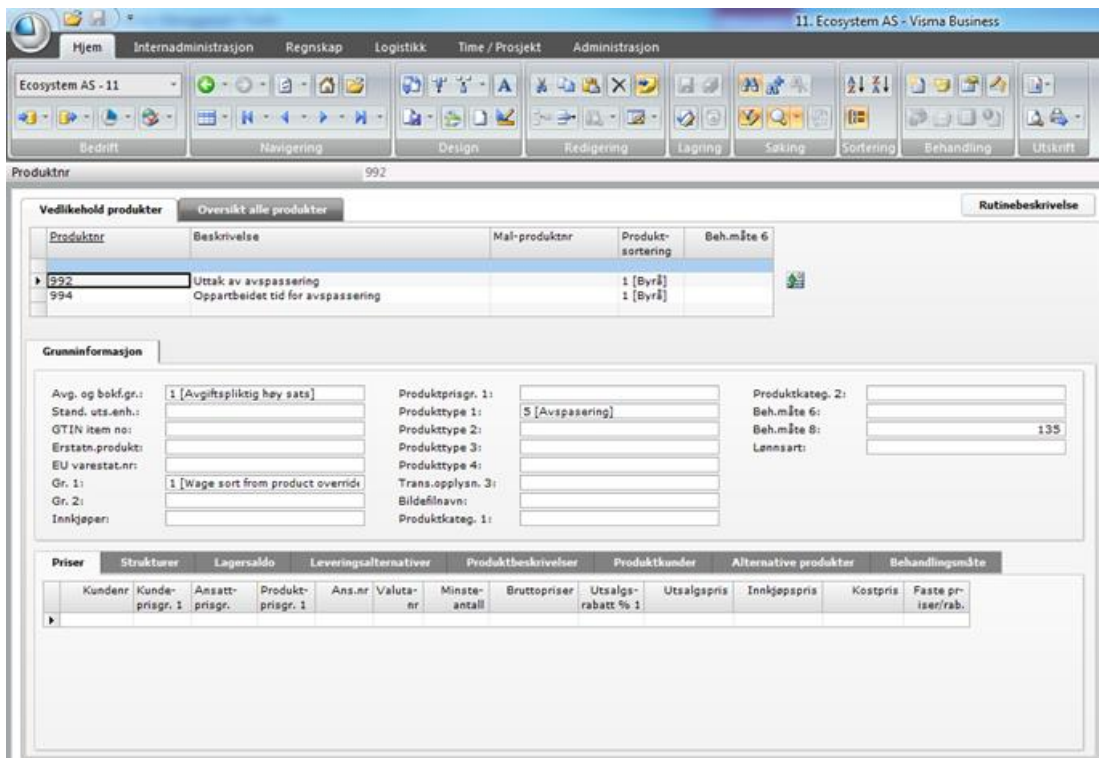 11. Ecosystem AS - Visma Business
Hjem Internadministrasjon Regnskap Logistikk Time / Prosjekt Administrasjon
Ecosystem AS - 11
Bedrift Navigering Design Redigering Lagring Søking Sortering Behandling Utskrift
Produktnr 992
Vedlikehold produkter Oversikt alle produkter Rutinebeskrivelse
Produktnr Beskrivelse Mal-produktnr Produkt-sortering Beh.måte 6
992 Uttak av avspassering 1 [Byrå]
994 Oppartbeidet tid for avspassering 1 [Byrå]
Grunninformasjon
Avg. og bokf.gr.: 1 [Avgiftspliktig høy sats] Produktprisgr. 1: Produktkateg. 2:
Stand. uts.enh.: Produkttype 1: 5 [Avspasering] Beh.måte 6:
GTIN item no: Produkttype 2: Beh.måte 8: 135
Erstatn.produkt: Produkttype 3: Lønnsart:
EU varestat.nr: Produkttype 4:
Gr. 1: 1 [Wage sort from product override Trans.opplysn. 3:
Gr. 2: Bildefilnavn:
Innkjøper: Produktkateg. 1:
Priser Strukturer Lagersaldo Leveringsalternativer Produktbeskrivelser Produktkunder Alternative produkter Behandlingsmåte
Kundenr Kunde- Ansatt- Produkt- Ans.nr Valuta- Minste- Bruttopriser Utsalgs- Utsalgspris Innkjøpspris Kostpris Faste pr-
prisgr. 1 prisgr. prisgr. 1 nr antall rabatt % 1 iser/rab.